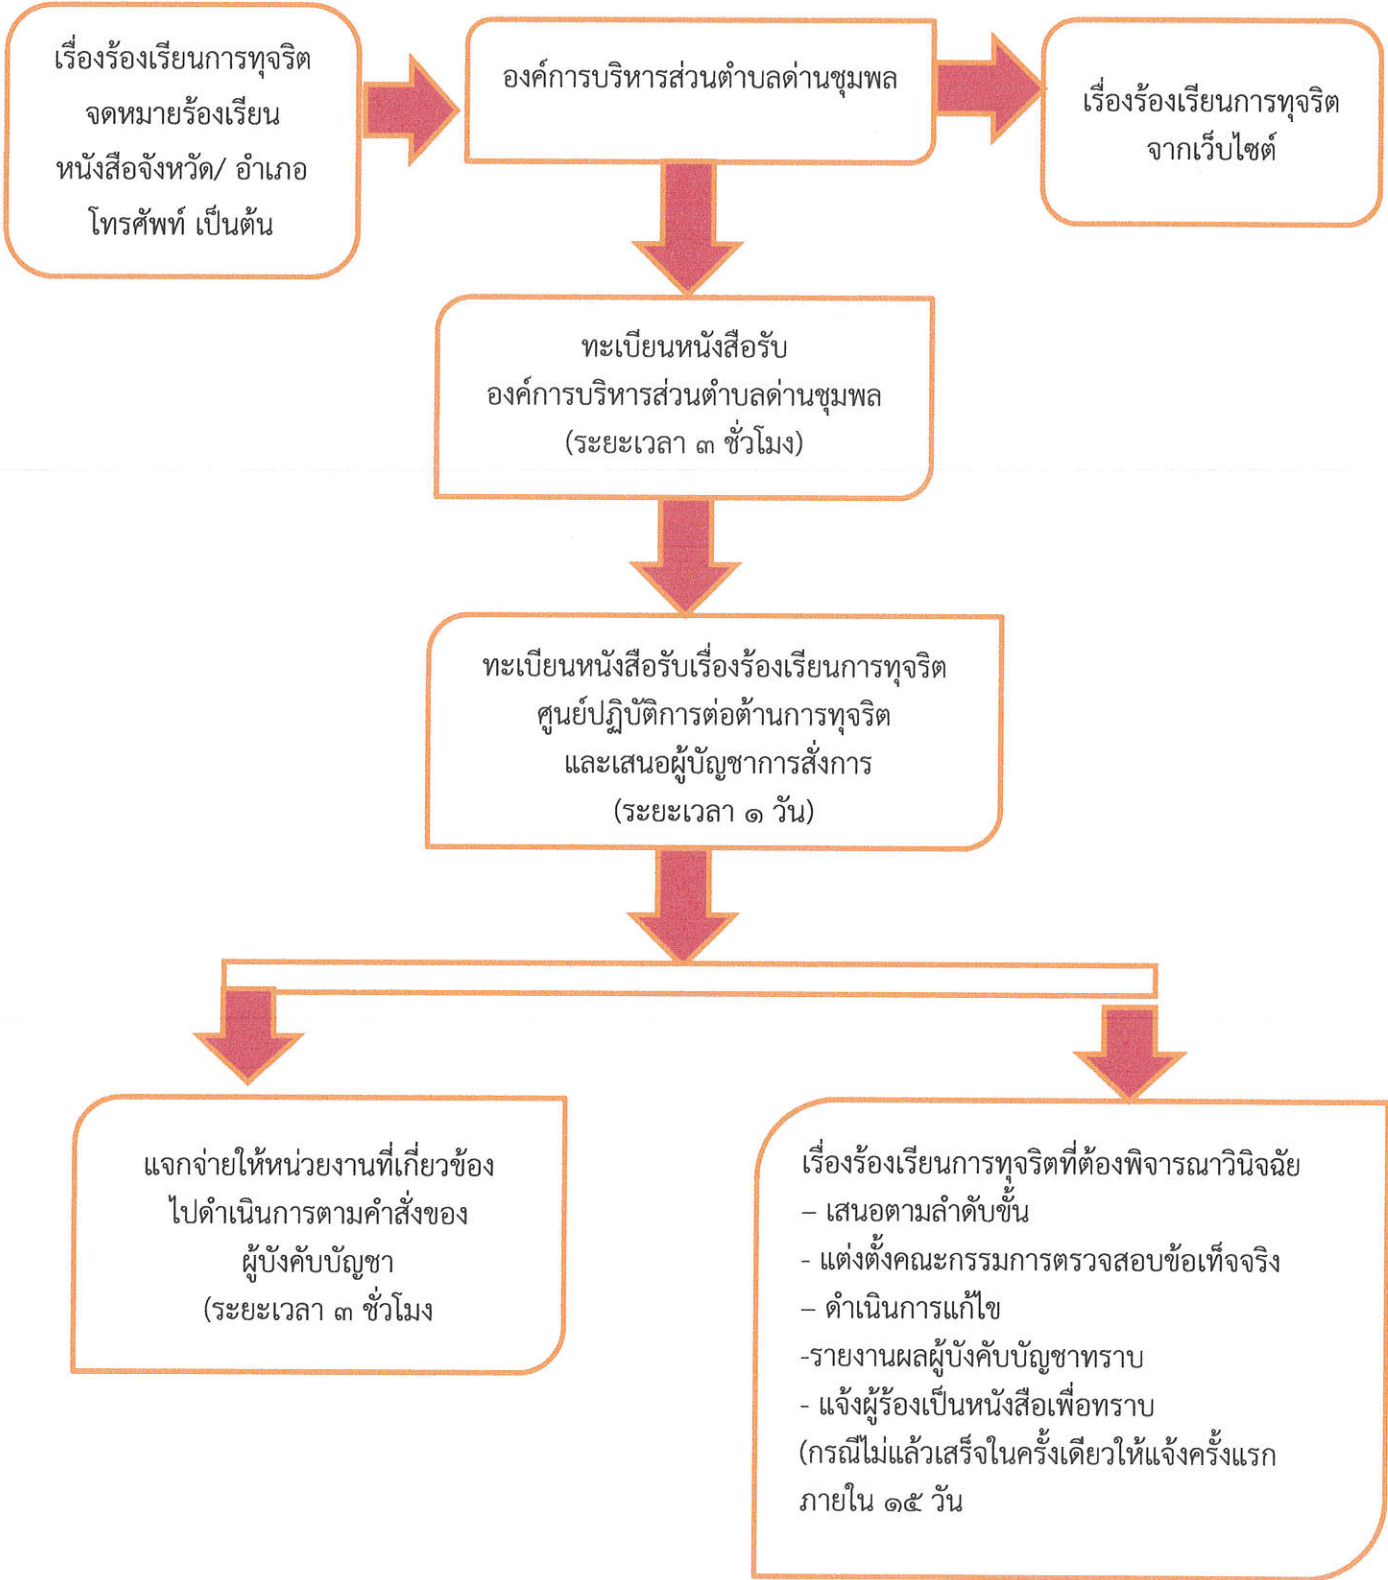 เรื่องร้องเรียนการทุจริต
จดหมายร้องเรียน
หนังสือจังหวัด/ อำเภอ
โทรศัพท์ เป็นต้น
องค์การบริหารส่วนตำบลด่านชุมพล
เรื่องร้องเรียนการทุจริต
จากเว็บไซต์
ทะเบียนหนังสือรับ
องค์การบริหารส่วนตำบลด่านชุมพล
(ระยะเวลา ๓ ชั่วโมง)
ทะเบียนหนังสือรับเรื่องร้องเรียนการทุจริต
ศูนย์ปฏิบัติการต่อต้านการทุจริต
และเสนอผู้บัญชาการสั่งการ
(ระยะเวลา ๑ วัน)
แจกจ่ายให้หน่วยงานที่เกี่ยวข้อง
ไปดำเนินการตามคำสั่งของ
ผู้บังคับบัญชา
(ระยะเวลา ๓ ชั่วโมง
เรื่องร้องเรียนการทุจริตที่ต้องพิจารณาวินิจฉัย
– เสนอตามลำดับขั้น
- แต่งตั้งคณะกรรมการตรวจสอบข้อเท็จจริง
– ดำเนินการแก้ไข
-รายงานผลผู้บังคับบัญชาทราบ
- แจ้งผู้ร้องเป็นหนังสือเพื่อทราบ
(กรณีไม่แล้วเสร็จในครั้งเดียวให้แจ้งครั้งแรก
ภายใน ๑๕ วัน